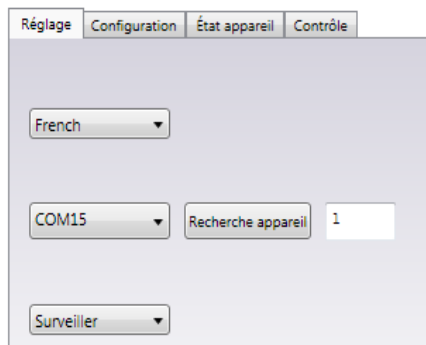 Réglage Configuration État appareil Contrôle
French
COM15 Recherche appareil 1
Surveiller